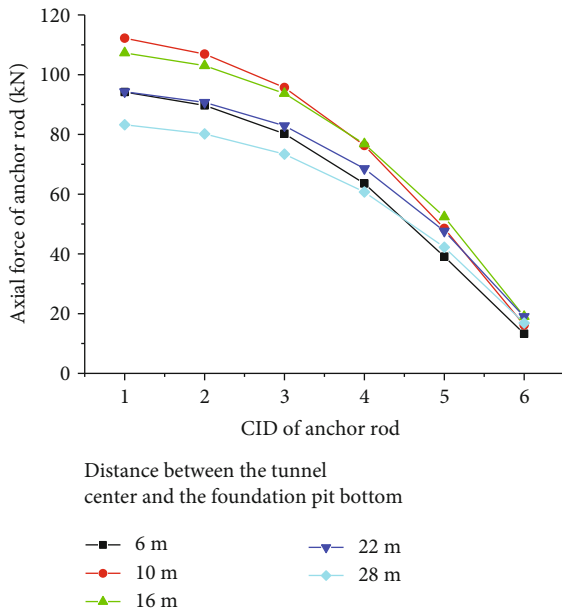 120
100
80
60
40
20
0
Axial force of anchor rod (kN)
1 2 3 4 5 6
CID of anchor rod
Distance between the tunnel
center and the foundation pit bottom
6 m
10 m
16 m
22 m
28 m